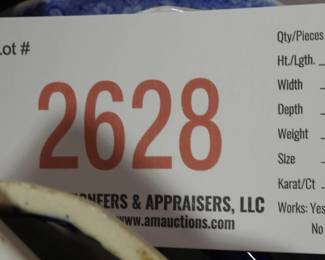 Lot #
2628
& APPRAISERS, LLC
www.amauctions.com
Qty/Pieces
Ht./Lgth.
Width
Depth
Weight
Size
Karat/Ct
Works: Yes
No